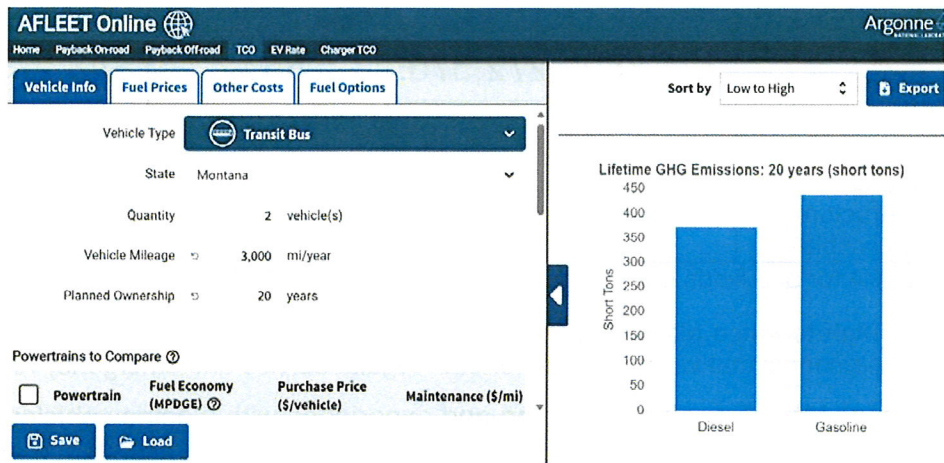 AFLEET Online
Argonne
NATIONAL LABORAT
Home Payback On-road Payback Off-road TCO EV Rate Charger TCO
Vehicle Info Fuel Prices Other Costs Fuel Options
Sort by Low to High Export
Vehicle Type Transit Bus
State Montana
Quantity 2 vehicle(s)
Vehicle Mileage 3,000 mi/year
Planned Ownership 20 years
Powertrains to Compare
Powertrain Fuel Economy (MPDGE) Purchase Price ($/vehicle) Maintenance ($/mi)
Save Load
Lifetime GHG Emissions: 20 years (short tons)
Short Tons
450
400
350
300
250
200
150
100
50
0
Diesel Gasoline